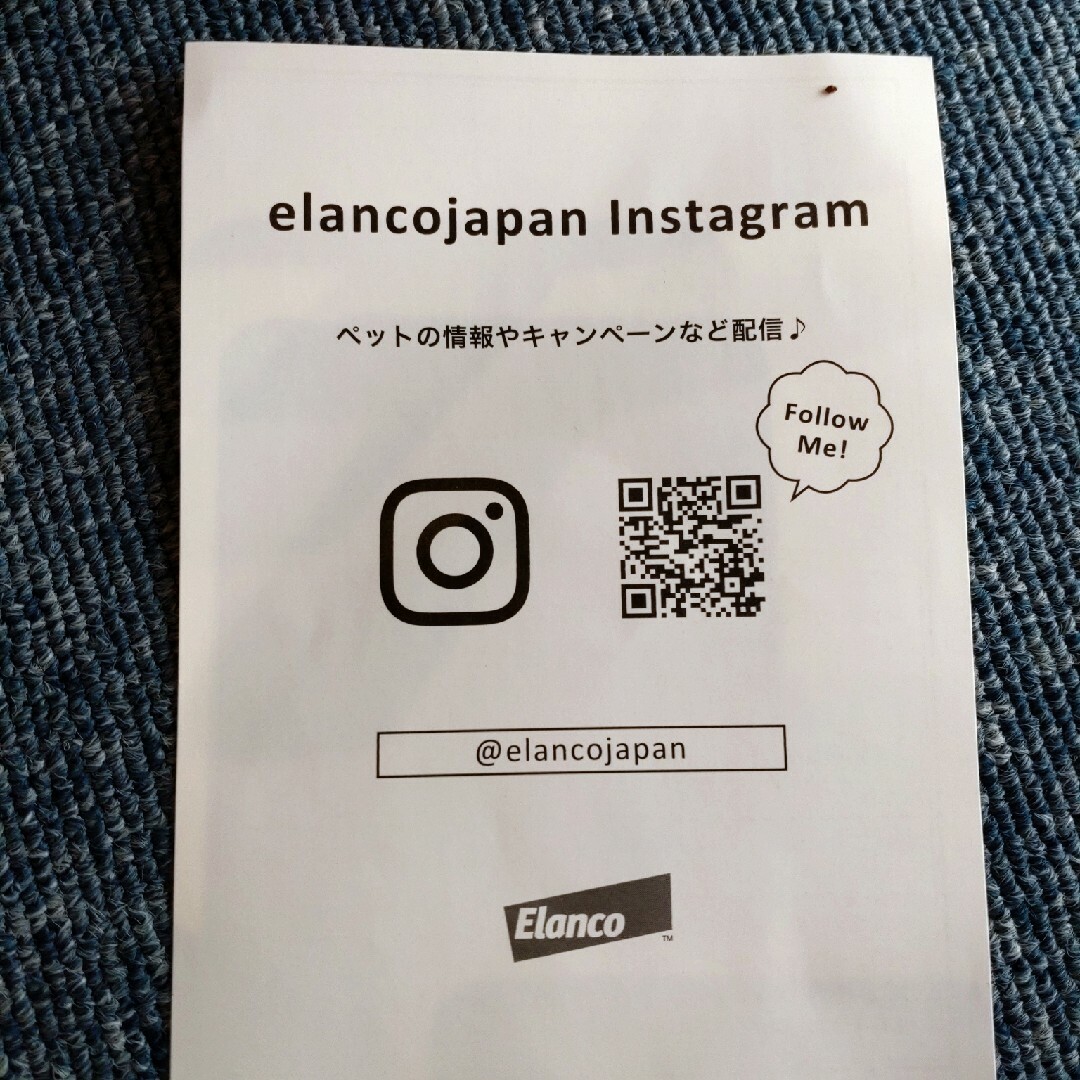 elancojapan Instagram
ペットの情報やキャンペーンなど配信♪
Follow
Me!
@elancojapan
Elanco
TM